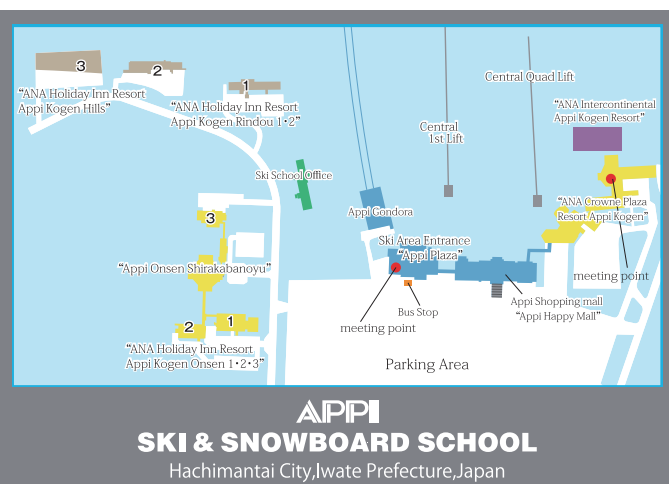 3
2
1
"ANA Holiday Inn Resort
Appi Kogen Hills"
"ANA Holiday Inn Resort
Appi Kogen Rindou 1・2"
Central Quad Lift
"ANA Intercontinental
Appi Kogen Resort"
Central
1st Lift
Ski School Office
Appi Gondora
"ANA Crowne Plaza
Resort Appi Kogen"
3
Ski Area Entrance
"Appi Plaza"
"Appi Onsen Shirakabanoyu"
meeting point
Appi Shopping mall
"Appi Happy Mall"
Bus Stop
meeting point
2
1
"ANA Holiday Inn Resort
Appi Kogen Onsen 1・2・3"
Parking Area
APPI
SKI & SNOWBOARD SCHOOL
Hachimantai City,Iwate Prefecture,Japan